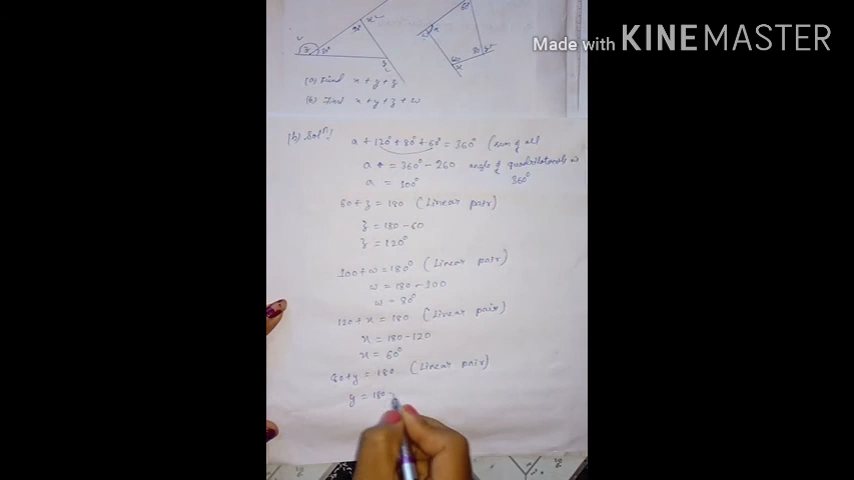 Made with KINEMASTER
(a) Find x + y + z
(b) Find x + y + z + w
(b) Solⁿ:
a + 120° + 80° + 60° = 360° (sum of all
a = 360° - 260 angle of quadrilateral is
a = 100° 360°
60 + z = 180 (Linear pair)
z = 180 - 60
z = 120°
100 + w = 180° (Linear pair)
w = 180 - 100
w = 80°
120 + x = 180 (Linear pair)
x = 180 - 120
x = 60°
80 + y = 180 (Linear pair)
y = 180